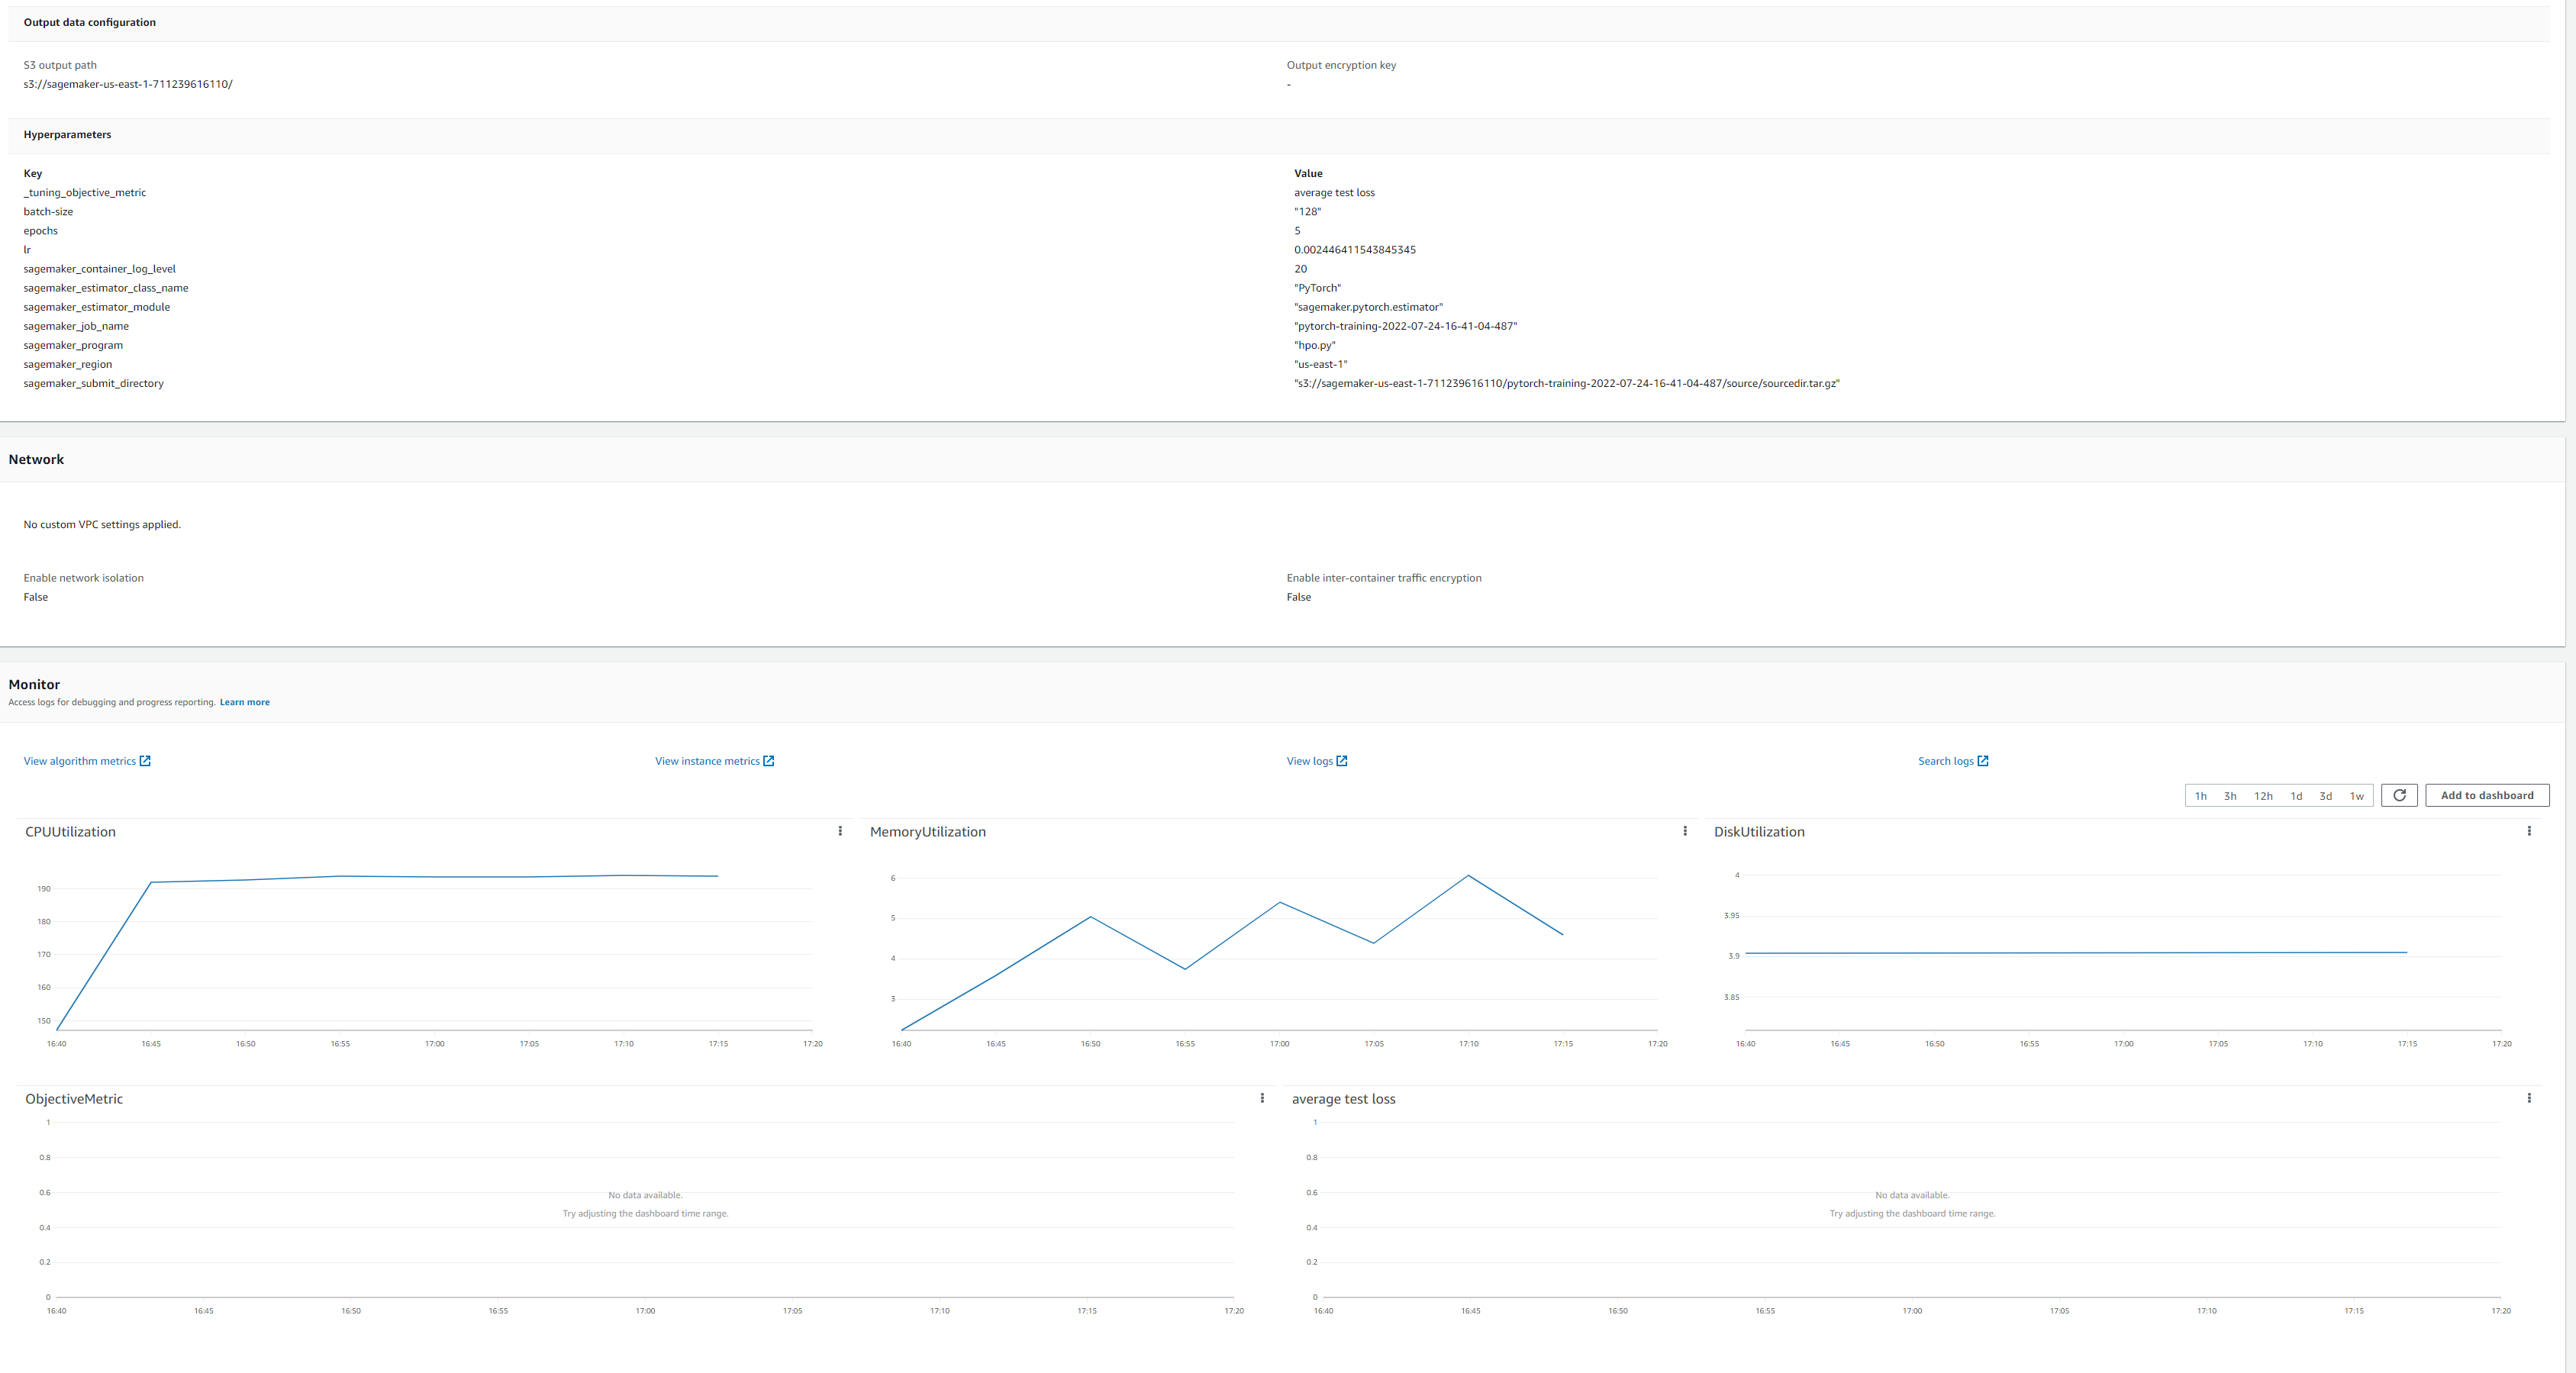 Output data configuration
S3 output path
Output encryption key
s3://sagemaker-us-east-1-711239616110/
-
Hyperparameters
Key Value
_tuning_objective_metric average test loss
batch-size "128"
epochs 5
lr 0.002446411543845345
sagemaker_container_log_level 20
sagemaker_estimator_class_name "PyTorch"
sagemaker_estimator_module "sagemaker.pytorch.estimator"
sagemaker_job_name "pytorch-training-2022-07-24-16-41-04-487"
sagemaker_program "hpo.py"
sagemaker_region "us-east-1"
sagemaker_submit_directory "s3://sagemaker-us-east-1-711239616110/pytorch-training-2022-07-24-16-41-04-487/source/sourcedir.tar.gz"
Network
No custom VPC settings applied.
Enable network isolation
Enable inter-container traffic encryption
False
False
Monitor
Access logs for debugging and progress reporting. Learn more
View algorithm metrics
View instance metrics
View logs
Search logs
1h 3h 12h 1d 3d 1w
Add to dashboard
CPUUtilization
190
180
170
160
150
16:40 16:45 16:50 16:55 17:00 17:05 17:10 17:15 17:20
MemoryUtilization
6
5
4
3
16:40 16:45 16:50 16:55 17:00 17:05 17:10 17:15 17:20
DiskUtilization
4
3.95
3.9
3.85
16:40 16:45 16:50 16:55 17:00 17:05 17:10 17:15 17:20
ObjectiveMetric
1
0.8
0.6
0.4
0.2
0
No data available.
Try adjusting the dashboard time range.
16:40 16:45 16:50 16:55 17:00 17:05 17:10 17:15 17:20
average test loss
1
0.8
0.6
0.4
0.2
0
No data available.
Try adjusting the dashboard time range.
16:40 16:45 16:50 16:55 17:00 17:05 17:10 17:15 17:20